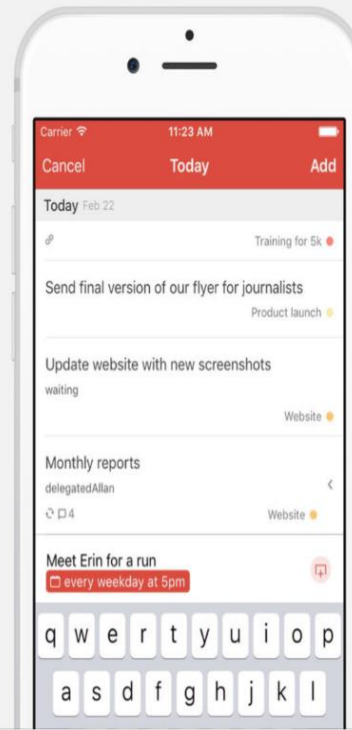 Carrier 11:23 AM
Cancel Today Add
Today Feb 22
Training for 5k
Send final version of our flyer for journalists
Product launch
Update website with new screenshots
waiting
Website
Monthly reports
delegatedAllan
4 Website
Meet Erin for a run
every weekday at 5pm
q w e r t y u i o p
a s d f g h j k l